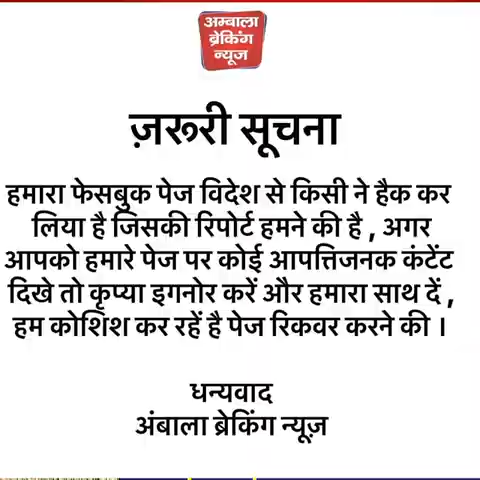 अम्बाला
ब्रेकिंग
न्यूज
ज़रूरी सूचना
हमारा फेसबुक पेज विदेश से किसी ने हैक कर
लिया है जिसकी रिपोर्ट हमने की है , अगर
आपको हमारे पेज पर कोई आपत्तिजनक कंटेंट
दिखे तो कृप्या इगनोर करें और हमारा साथ दें ,
हम कोशिश कर रहें है पेज रिकवर करने की ।
धन्यवाद
अंबाला ब्रेकिंग न्यूज़